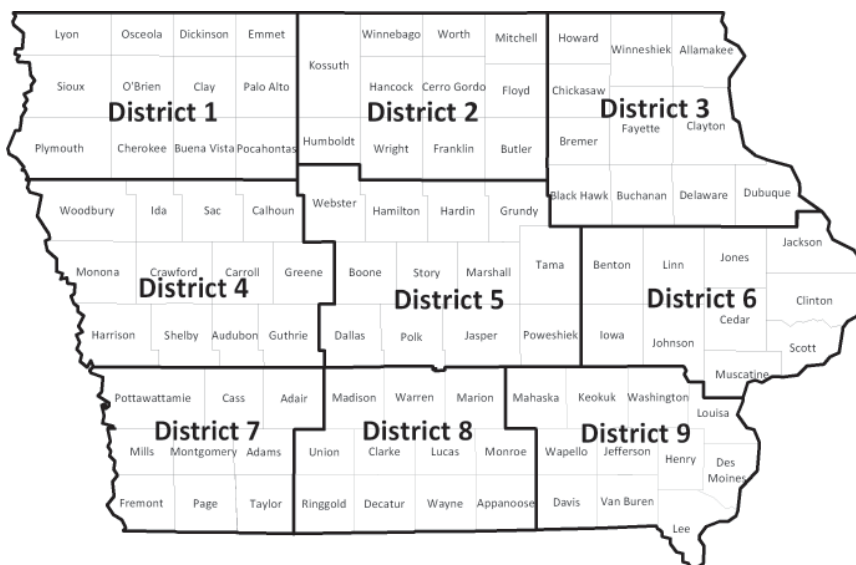 Lyon Osceola Dickinson Emmet Winnebago Worth Mitchell Howard Winneshiek Allamakee
Sioux O'Brien Clay Palo Alto Kossuth Hancock Cerro Gordo Floyd Chickasaw
District 1 District 2 District 3
Plymouth Cherokee Buena Vista Pocahontas Humboldt Wright Franklin Butler Bremer Fayette Clayton
Woodbury Ida Sac Calhoun Webster Hamilton Hardin Grundy Black Hawk Buchanan Delaware Dubuque
Monona Crawford Carroll Greene Boone Story Marshall Tama Benton Linn Jones Jackson
District 4 District 5 District 6
Clinton
Cedar
Harrison Shelby Audubon Guthrie Dallas Polk Jasper Poweshiek Iowa Johnson Scott
Muscatine
Pottawattamie Cass Adair Madison Warren Marion Mahaska Keokuk Washington Louisa
District 7 District 8 District 9
Mills Montgomery Adams Union Clarke Lucas Monroe Wapello Jefferson Henry Des
Moines
Fremont Page Taylor Ringgold Decatur Wayne Appanoose Davis Van Buren
Lee